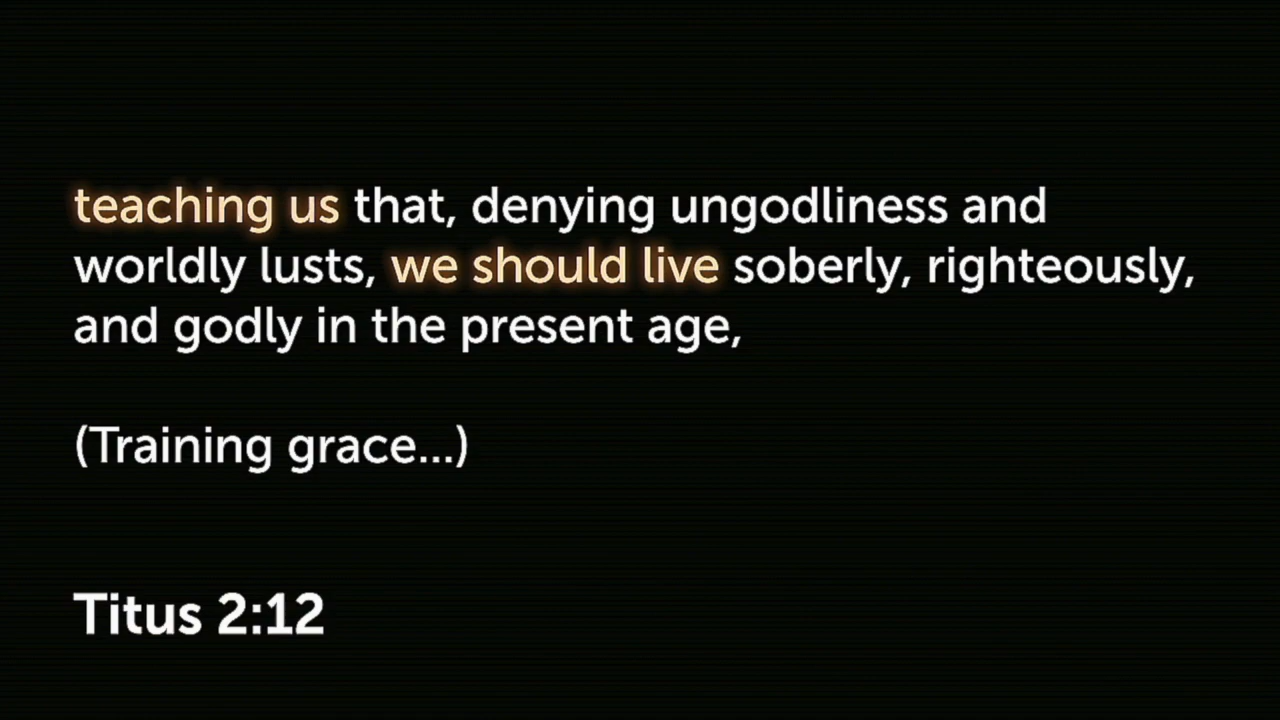 teaching us that, denying ungodliness and
worldly lusts, we should live soberly, righteously,
and godly in the present age,
(Training grace...)
Titus 2:12